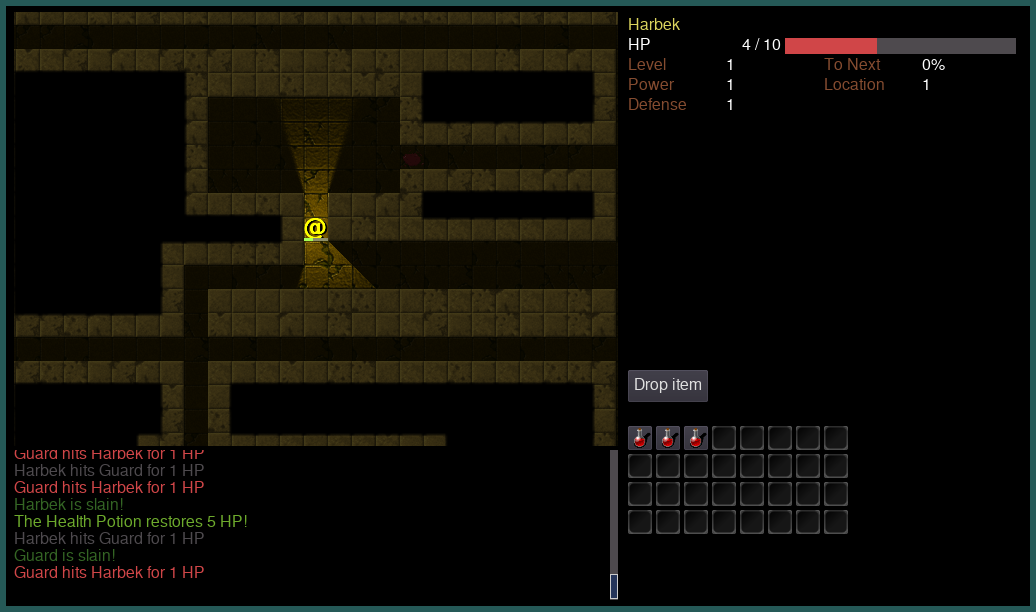 Harbek
HP 4 / 10
Level 1 To Next 0%
Power 1 Location 1
Defense 1
@
Drop item
Guard hits Harbek for 1 HP
Harbek hits Guard for 1 HP
Guard hits Harbek for 1 HP
Harbek is slain!
The Health Potion restores 5 HP!
Harbek hits Guard for 1 HP
Guard is slain!
Guard hits Harbek for 1 HP